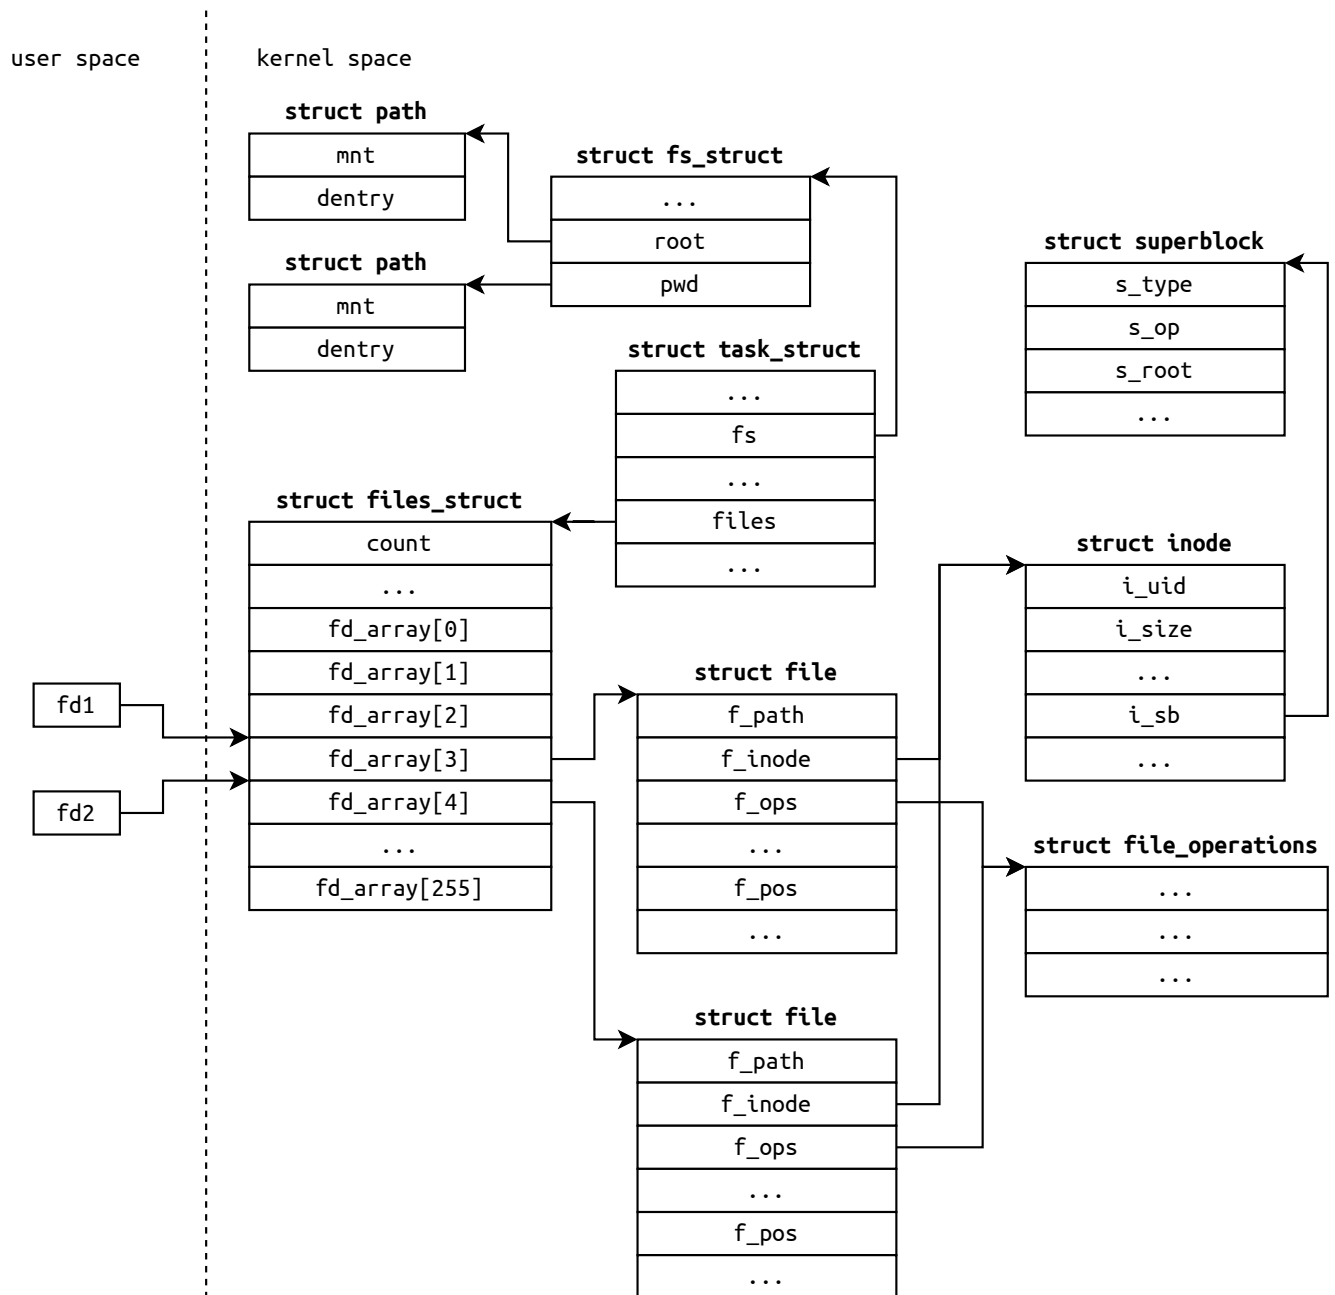 user space
kernel space
struct path
mnt
dentry
struct path
mnt
dentry
struct fs_struct
...
root
pwd
struct task_struct
...
fs
...
files
...
struct superblock
s_type
s_op
s_root
...
struct files_struct
count
...
fd_array[0]
fd_array[1]
fd_array[2]
fd_array[3]
fd_array[4]
...
fd_array[255]
fd1
fd2
struct file
f_path
f_inode
f_ops
...
f_pos
...
struct inode
i_uid
i_size
...
i_sb
...
struct file_operations
...
...
...
struct file
f_path
f_inode
f_ops
...
f_pos
...